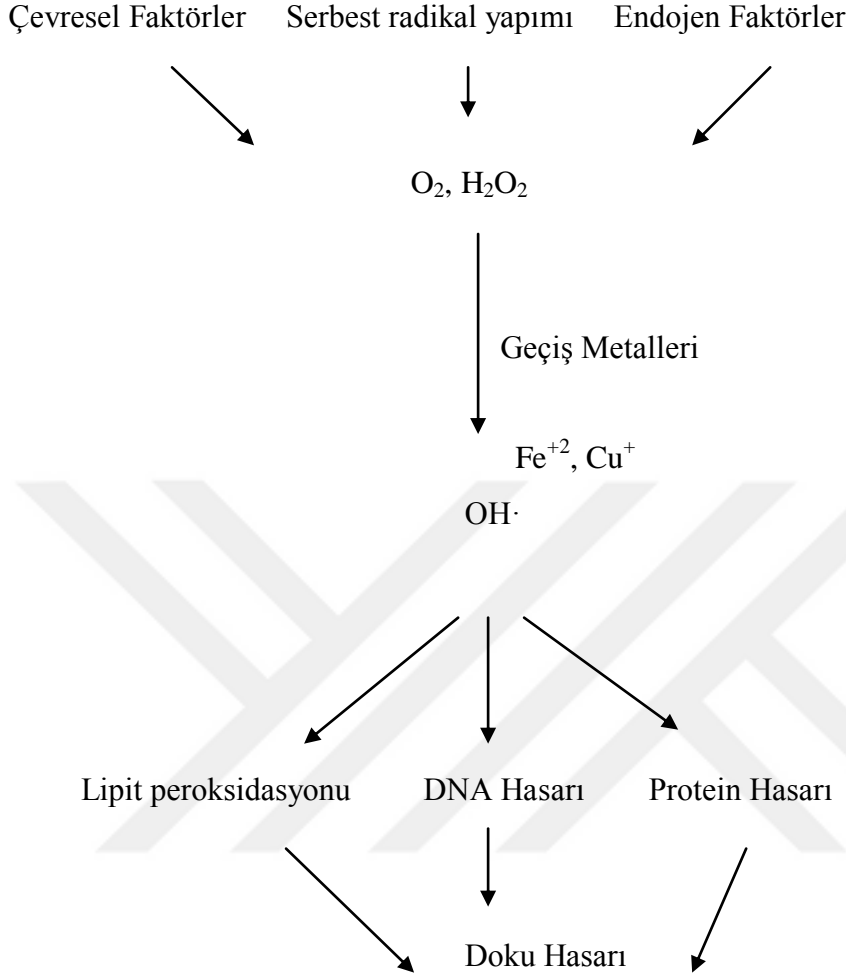 Çevresel Faktörler Serbest radikal yapımı Endojen Faktörler
O₂, H₂O₂
Geçiş Metalleri
Fe⁺², Cu⁺
OH·
Lipit peroksidasyonu DNA Hasarı Protein Hasarı
Doku Hasarı